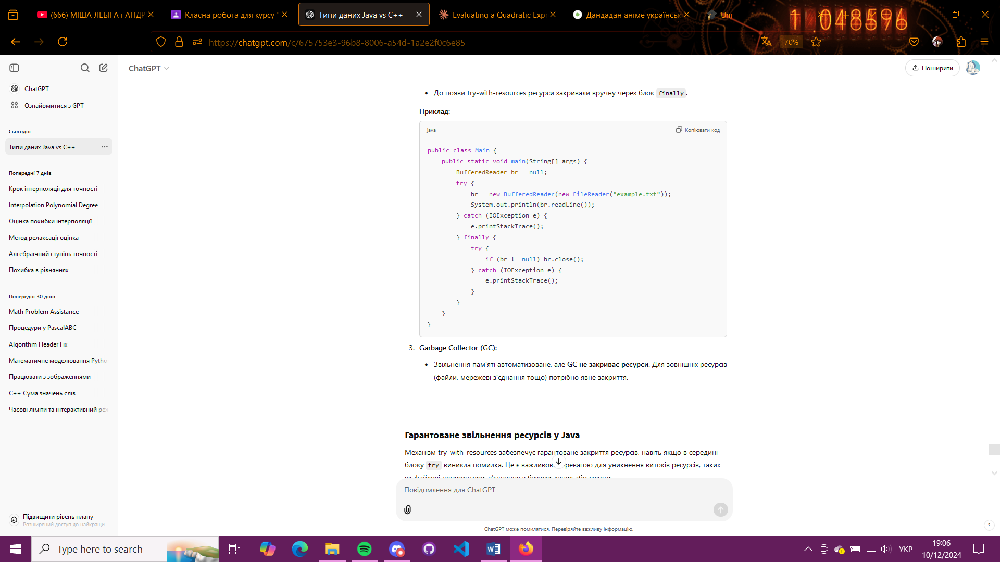 (666) МІША ЛЕБІГА і АНДР
Класна робота для курсу "
Типи даних Java vs C++
Evaluating a Quadratic Expr
Дандадан аніме українськ
Uni
https://chatgpt.com/c/675753e3-96b8-8006-a54d-1a2e2f0c6e85
70%
ChatGPT
Ознайомитися з GPT
Сьогодні
Типи даних Java vs C++
Попередні 7 днів
Крок інтерполяції для точності
Interpolation Polynomial Degree
Оцінка похибки інтерполяції
Метод релаксації оцінка
Алгебраїчний ступінь точності
Похибка в рівняннях
Попередні 30 днів
Math Problem Assistance
Процедури у PascalABC
Algorithm Header Fix
Математичне моделювання Pytho
Працювати з зображеннями
C++ Сума значень слів
Часові ліміти та інтерактивний реж
Підвищити рівень плану
Розширений доступ до найкращи...
ChatGPT
Поширити
До появи try-with-resources ресурси закривали вручну через блок finally.
Приклад:
java
Копіювати код
public class Main {
public static void main(String[] args) {
BufferedReader br = null;
try {
br = new BufferedReader(new FileReader("example.txt"));
System.out.println(br.readLine());
} catch (IOException e) {
e.printStackTrace();
} finally {
try {
if (br != null) br.close();
} catch (IOException e) {
e.printStackTrace();
}
}
}
}
3. Garbage Collector (GC):
Звільнення пам'яті автоматизоване, але GC не закриває ресурси. Для зовнішніх ресурсів
(файли, мережеві з'єднання тощо) потрібно явне закриття.
Гарантоване звільнення ресурсів у Java
Механізм try-with-resources забезпечує гарантоване закриття ресурсів, навіть якщо в середині
блоку try виникла помилка. Це є важливою перевагою для уникнення витоків ресурсів, таких
як файлові дескриптори, з'єднання з базами даних або сокети.
Повідомлення для ChatGPT
ChatGPT може помилятися. Перевіряйте важливу інформацію.
?
Type here to search
УКР
19:06
10/12/2024